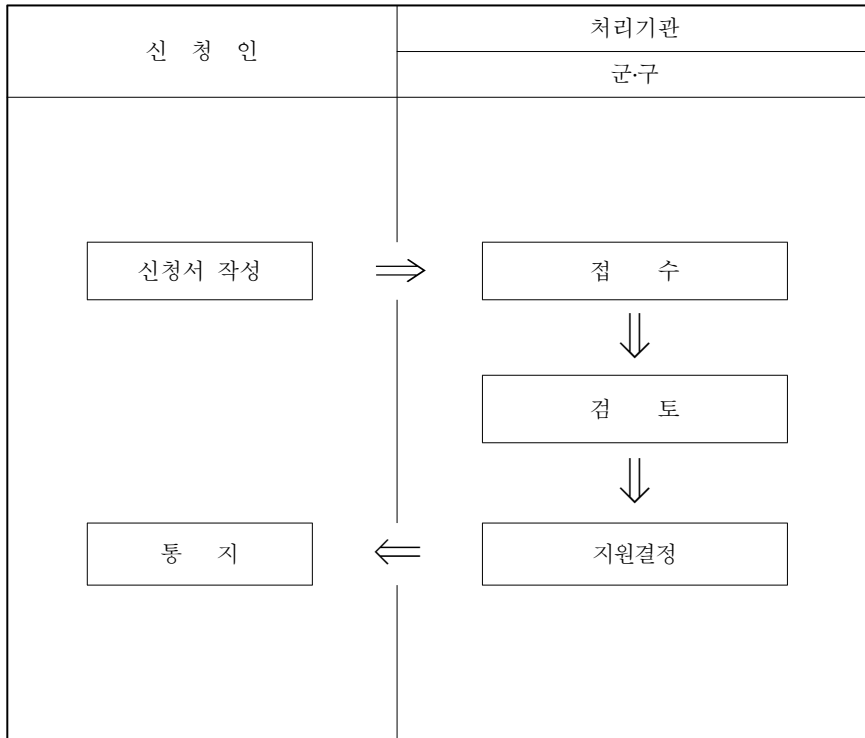 신 청 인
처리기관
군·구
신청서 작성
접 수
검 토
통 지
지원결정